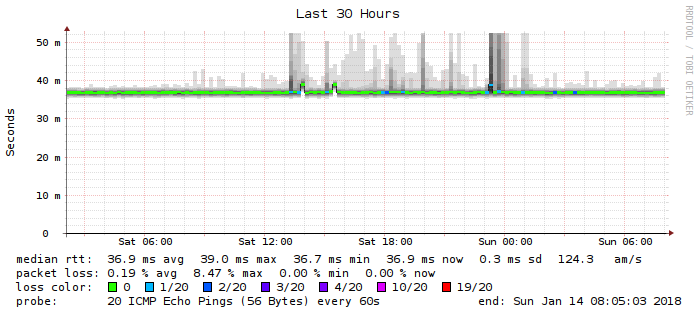 Last 30 Hours
RRDTOOL / TOBI OETIKER
Seconds
50 m
40 m
30 m
20 m
10 m
0
Sat 06:00 Sat 12:00 Sat 18:00 Sun 00:00 Sun 06:00
median rtt: 36.9 ms avg 39.0 ms max 36.7 ms min 36.9 ms now 0.3 ms sd 124.3 am/s
packet loss: 0.19 % avg 8.47 % max 0.00 % min 0.00 % now
loss color: 0 1/20 2/20 3/20 4/20 10/20 19/20
probe: 20 ICMP Echo Pings (56 Bytes) every 60s end: Sun Jan 14 08:05:03 2018